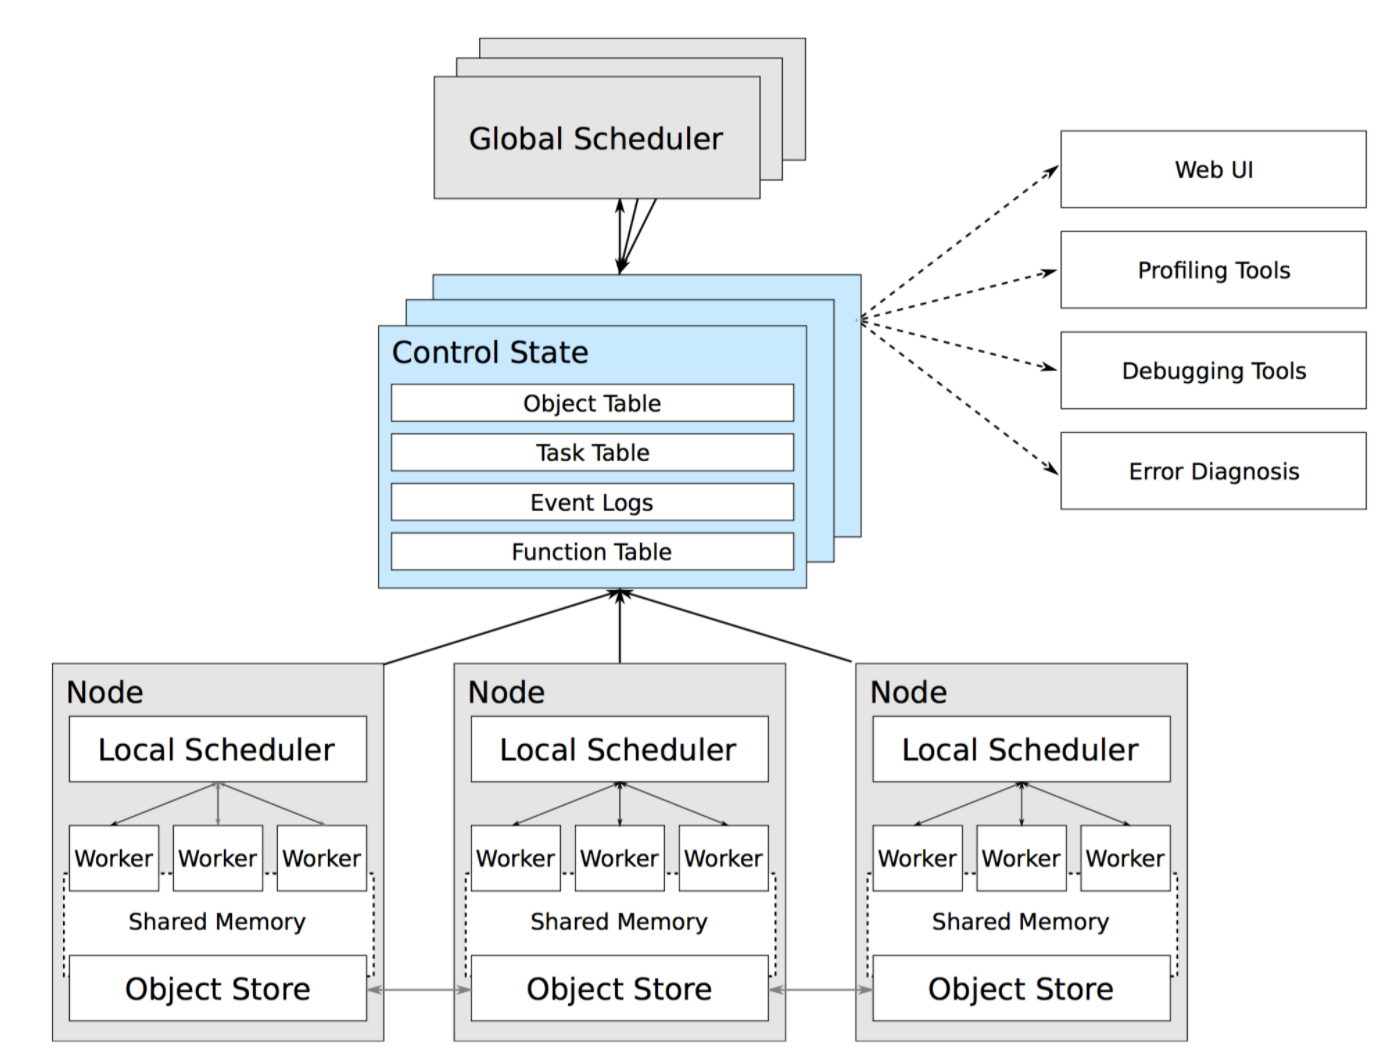 Global Scheduler
Web UI
Profiling Tools
Debugging Tools
Error Diagnosis
Control State
Object Table
Task Table
Event Logs
Function Table
Node
Local Scheduler
Worker Worker Worker
Shared Memory
Object Store
Node
Local Scheduler
Worker Worker Worker
Shared Memory
Object Store
Node
Local Scheduler
Worker Worker Worker
Shared Memory
Object Store